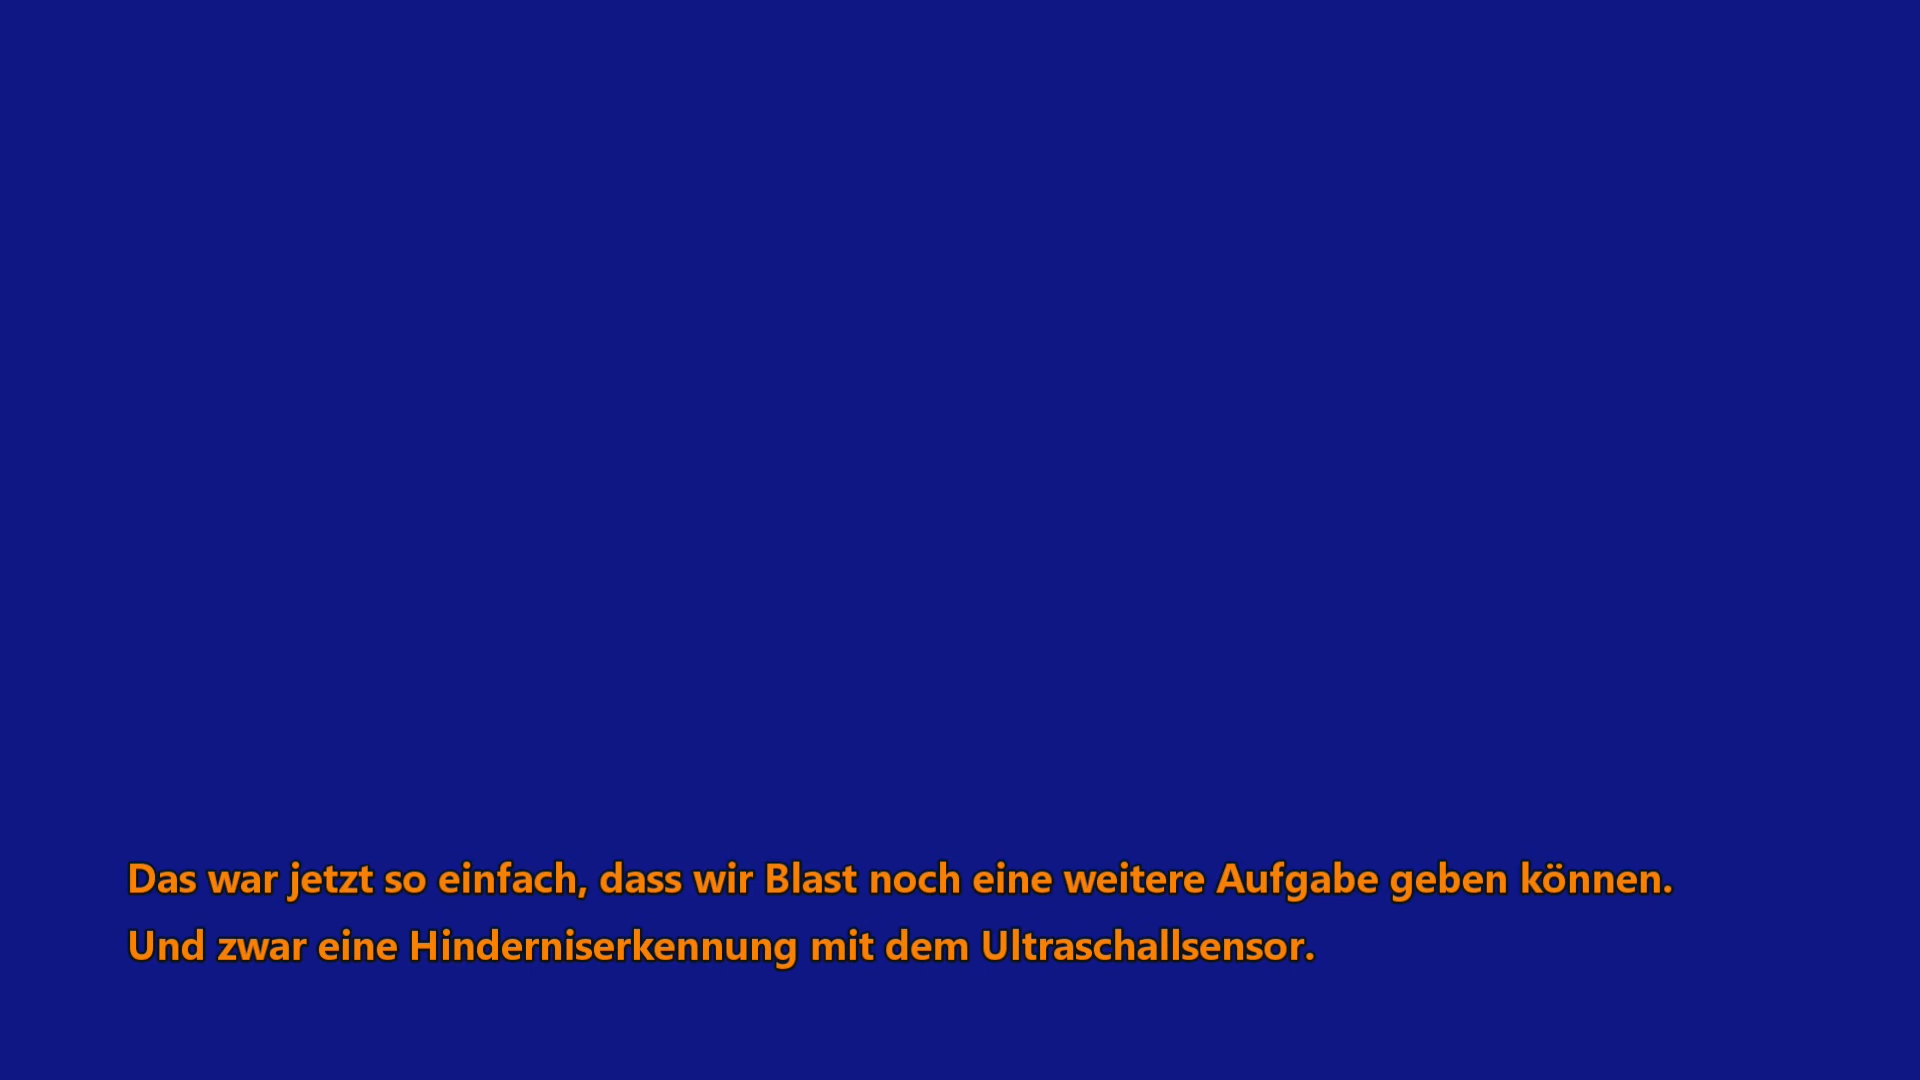 Das war jetzt so einfach, dass wir Blast noch eine weitere Aufgabe geben können.
Und zwar eine Hinderniserkennung mit dem Ultraschallsensor.